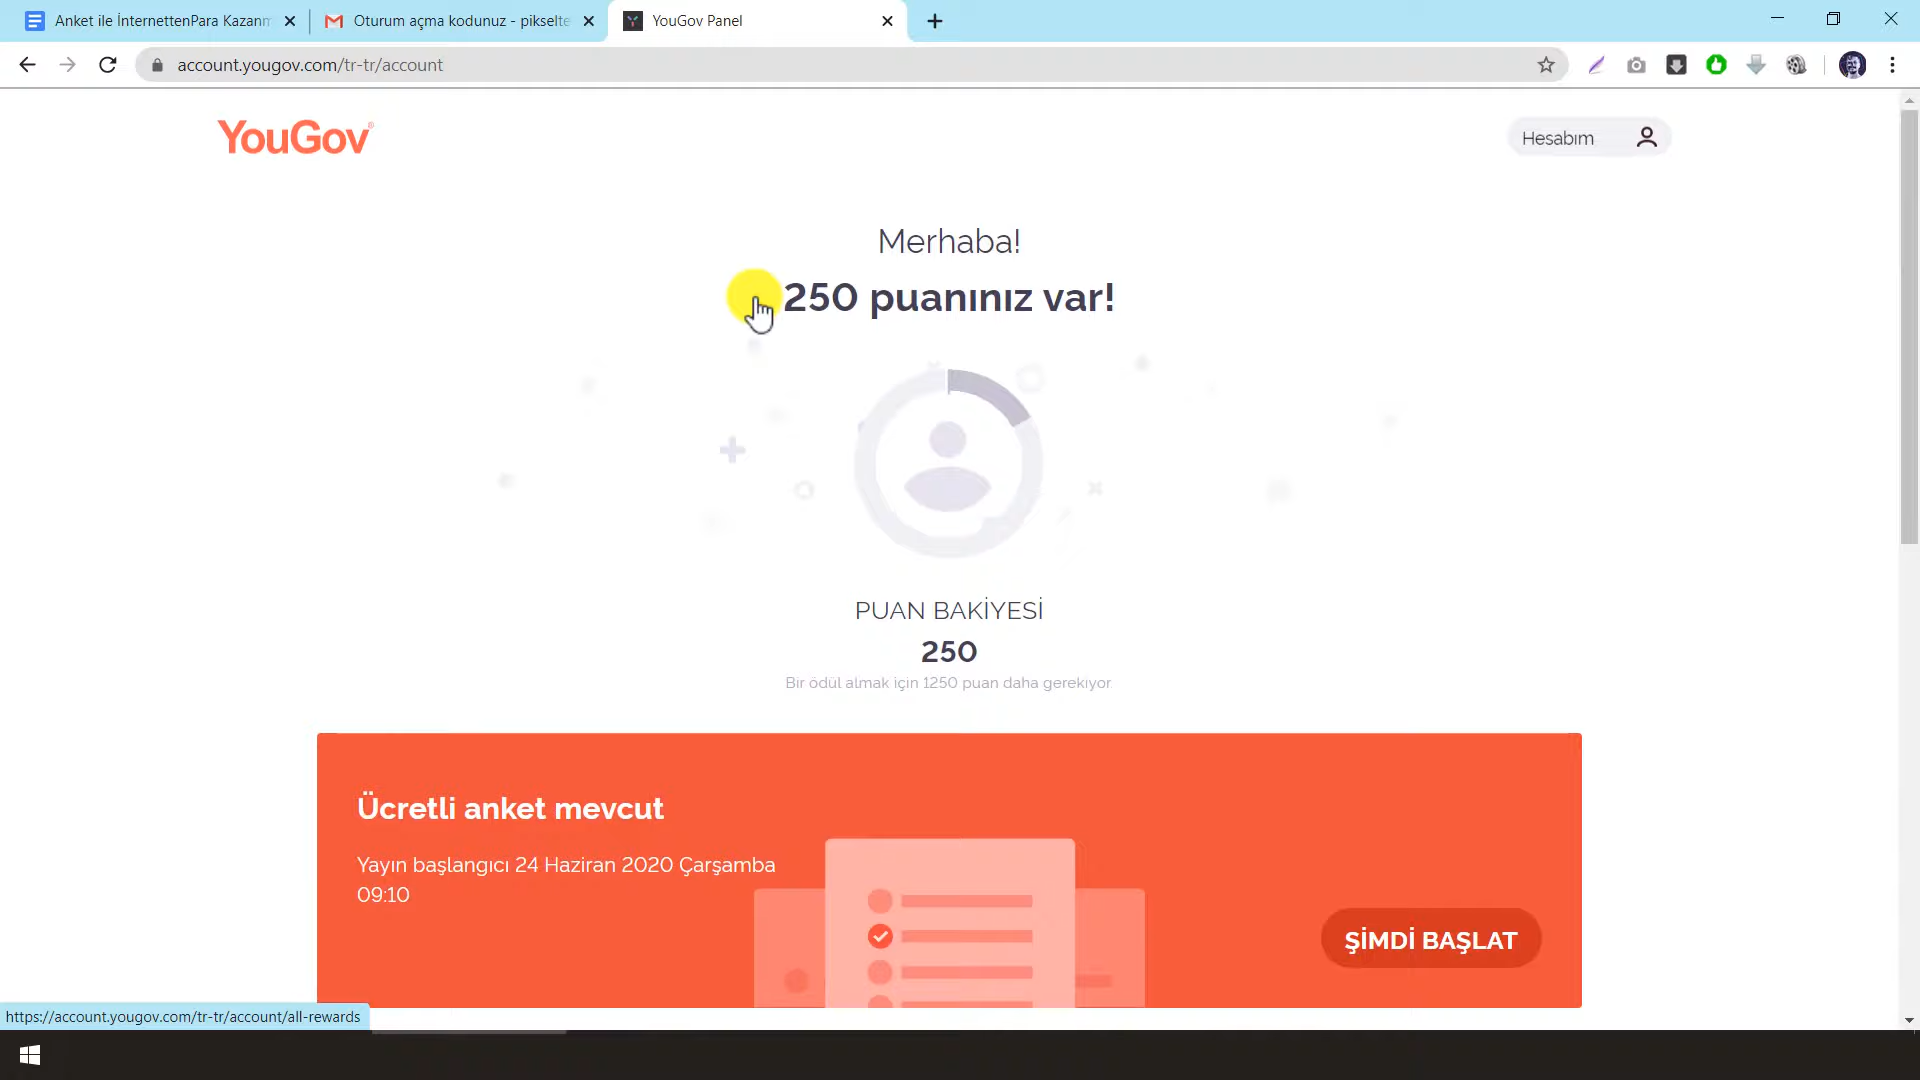 Anket ile İnternettenPara Kazanm
Oturum açma kodunuz - pikselte
YouGov Panel
account.yougov.com/tr-tr/account
YouGov
Hesabım
Merhaba!
250 puanınız var!
PUAN BAKİYESİ
250
Bir ödül almak için 1250 puan daha gerekiyor.
Ücretli anket mevcut
Yayın başlangıcı 24 Haziran 2020 Çarşamba
09:10
ŞİMDİ BAŞLAT
https://account.yougov.com/tr-tr/account/all-rewards